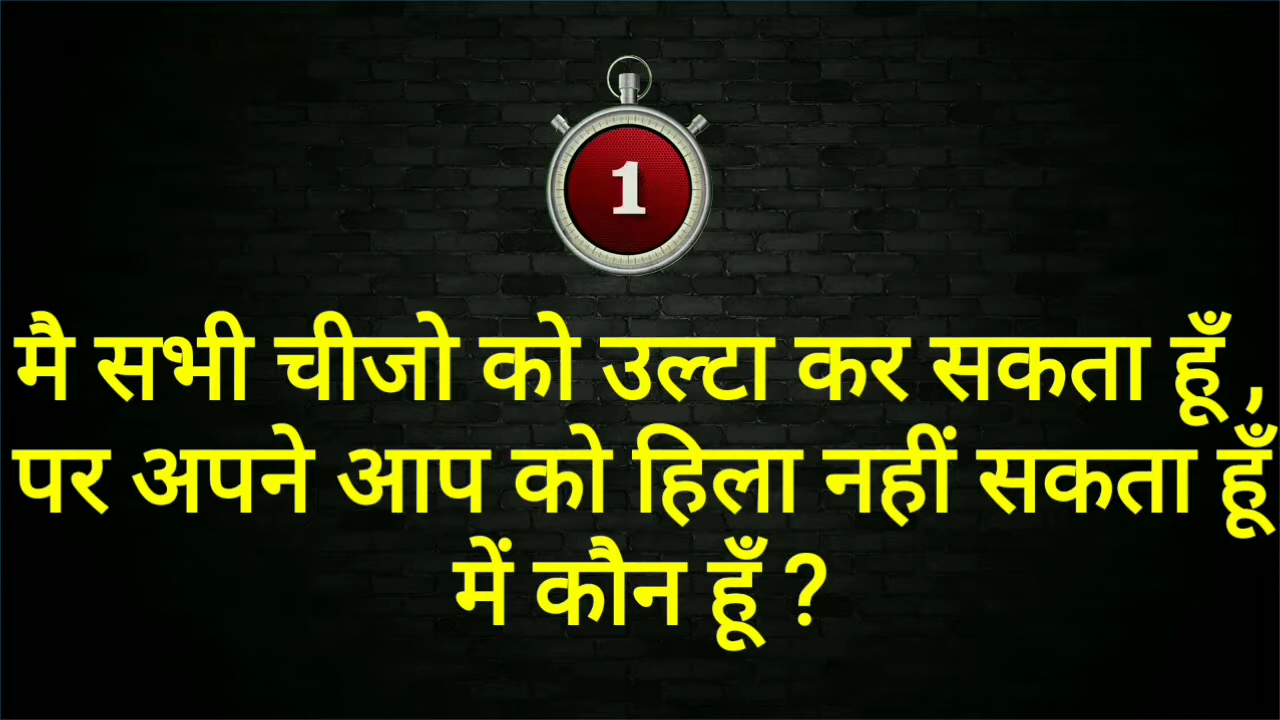 1
मै सभी चीजो को उल्टा कर सकता हूँ ,
पर अपने आप को हिला नहीं सकता हूँ
में कौन हूँ ?